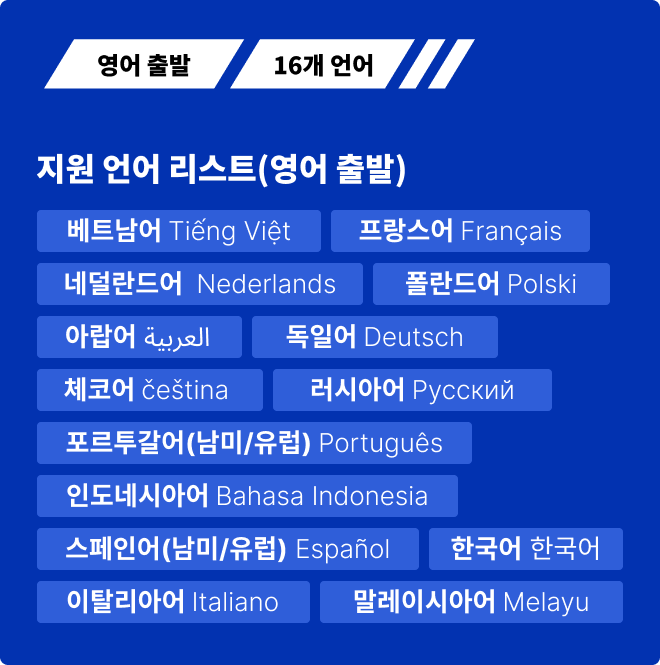 영어 출발 16개 언어
지원 언어 리스트(영어 출발)
베트남어 Tiếng Việt 프랑스어 Français
네덜란드어 Nederlands 폴란드어 Polski
아랍어 العربية 독일어 Deutsch
체코어 čeština 러시아어 Русский
포르투갈어(남미/유럽) Português
인도네시아어 Bahasa Indonesia
스페인어(남미/유럽) Español 한국어 한국어
이탈리아어 Italiano 말레이시아어 Melayu